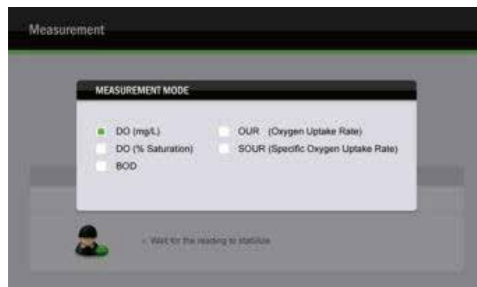 Measurement
MEASUREMENT MODE
DO (mg/L)
DO (% Saturation)
BOD
OUR (Oxygen Uptake Rate)
SOUR (Specific Oxygen Uptake Rate)
Wait for the reading to stabilize